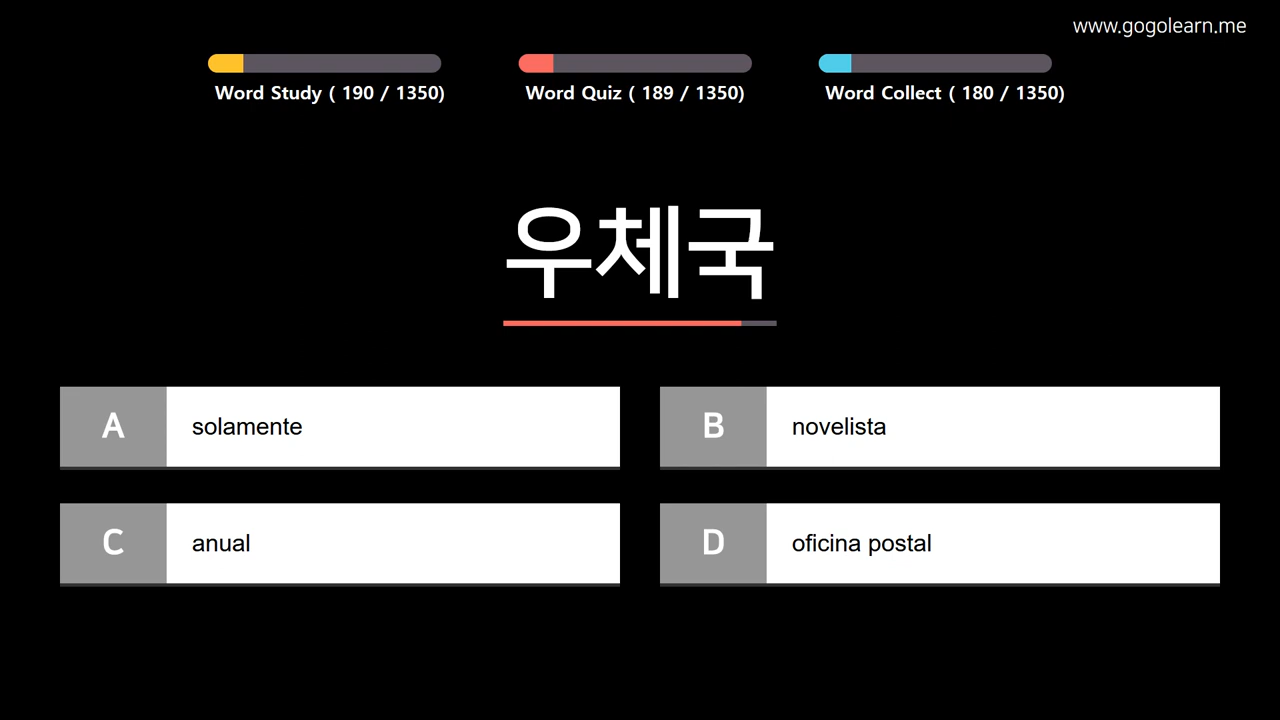 www.gogolearn.me
Word Study ( 190 / 1350)
Word Quiz ( 189 / 1350)
Word Collect ( 180 / 1350)
우체국
A solamente
B novelista
C anual
D oficina postal